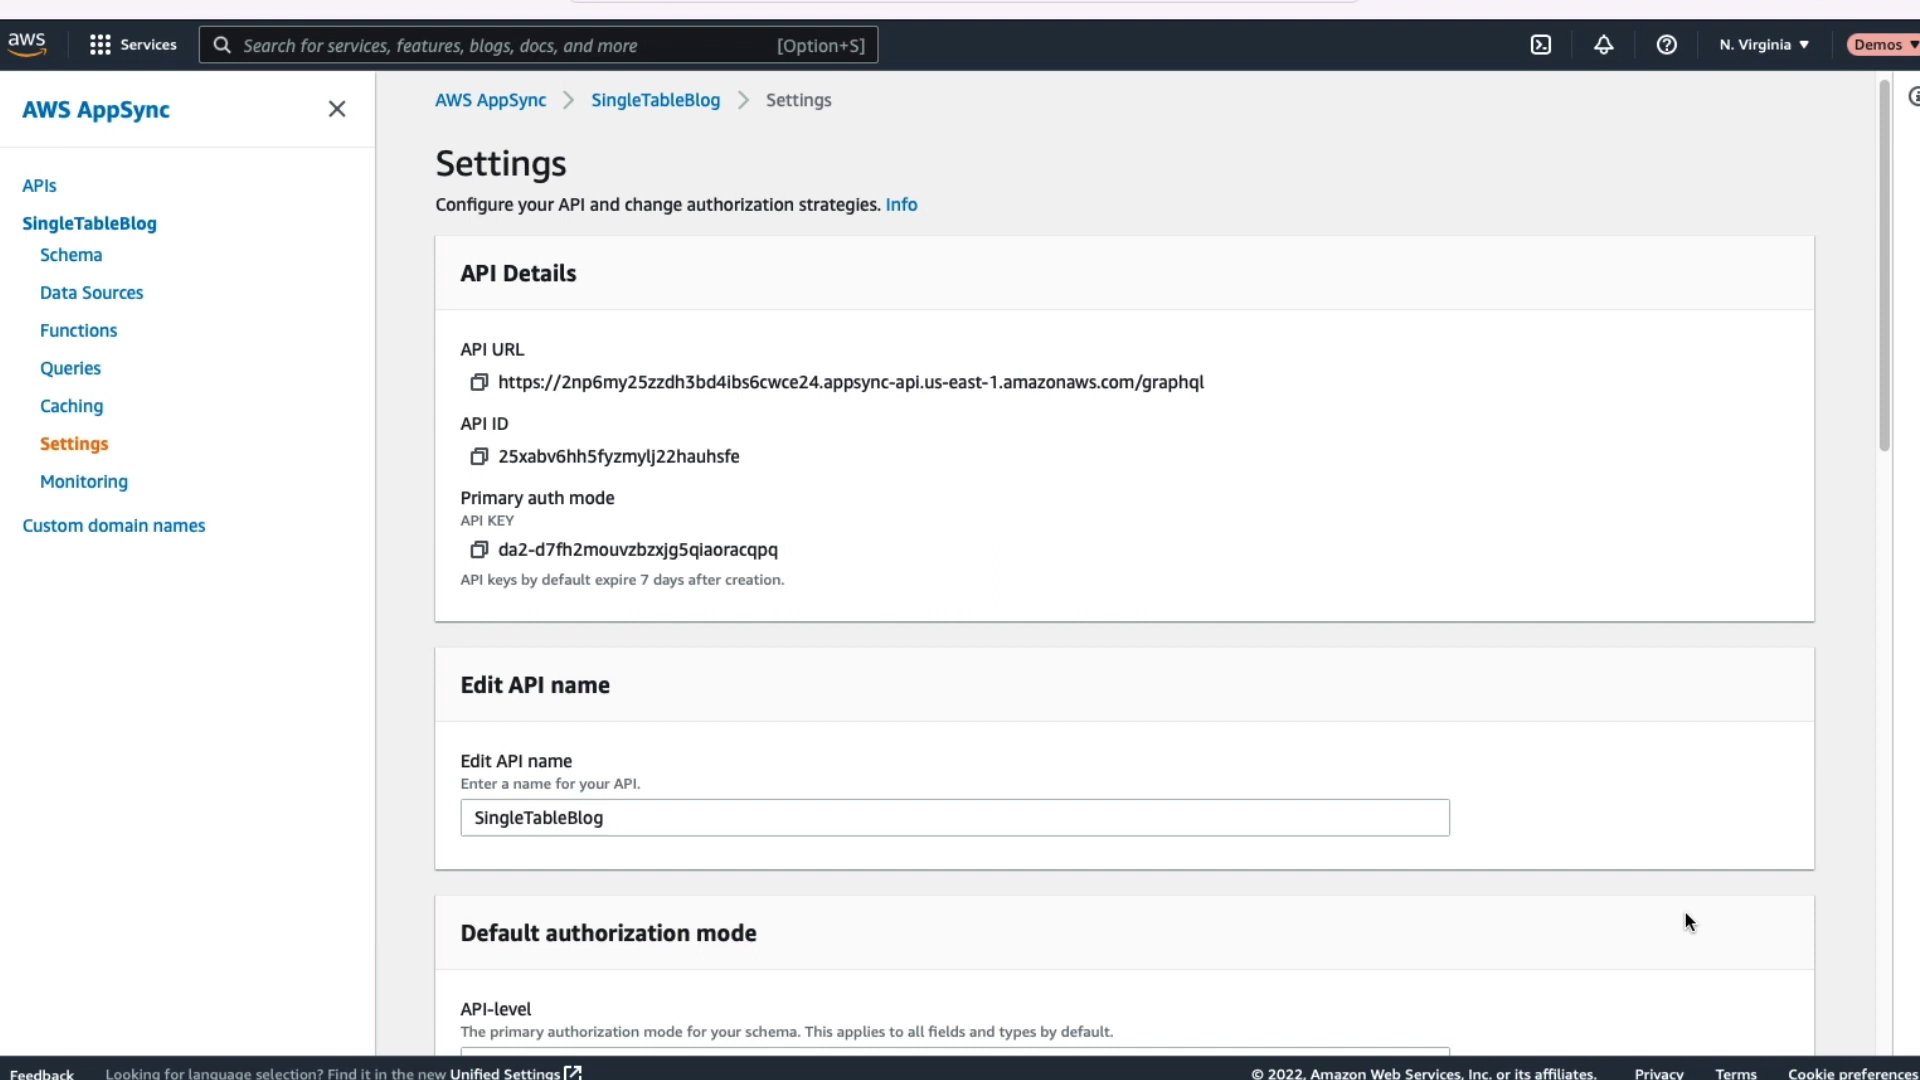 aws
Services
Search for services, features, blogs, docs, and more
[Option+S]
N. Virginia
Demos
AWS AppSync
APIs
SingleTableBlog
Schema
Data Sources
Functions
Queries
Caching
Settings
Monitoring
Custom domain names
AWS AppSync
SingleTableBlog
Settings
Settings
Configure your API and change authorization strategies. Info
API Details
API URL
https://2np6my25zzdh3bd4ibs6cwce24.appsync-api.us-east-1.amazonaws.com/graphql
API ID
25xabv6hh5fyzmylj22hauhsfe
Primary auth mode
API KEY
da2-d7fh2mouvzbzxjg5qiaoracqpq
API keys by default expire 7 days after creation.
Edit API name
Edit API name
Enter a name for your API.
SingleTableBlog
Default authorization mode
API-level
The primary authorization mode for your schema. This applies to all fields and types by default.
Feedback
Looking for language selection? Find it in the new Unified Settings
© 2022, Amazon Web Services, Inc. or its affiliates.
Privacy
Terms
Cookie preferences